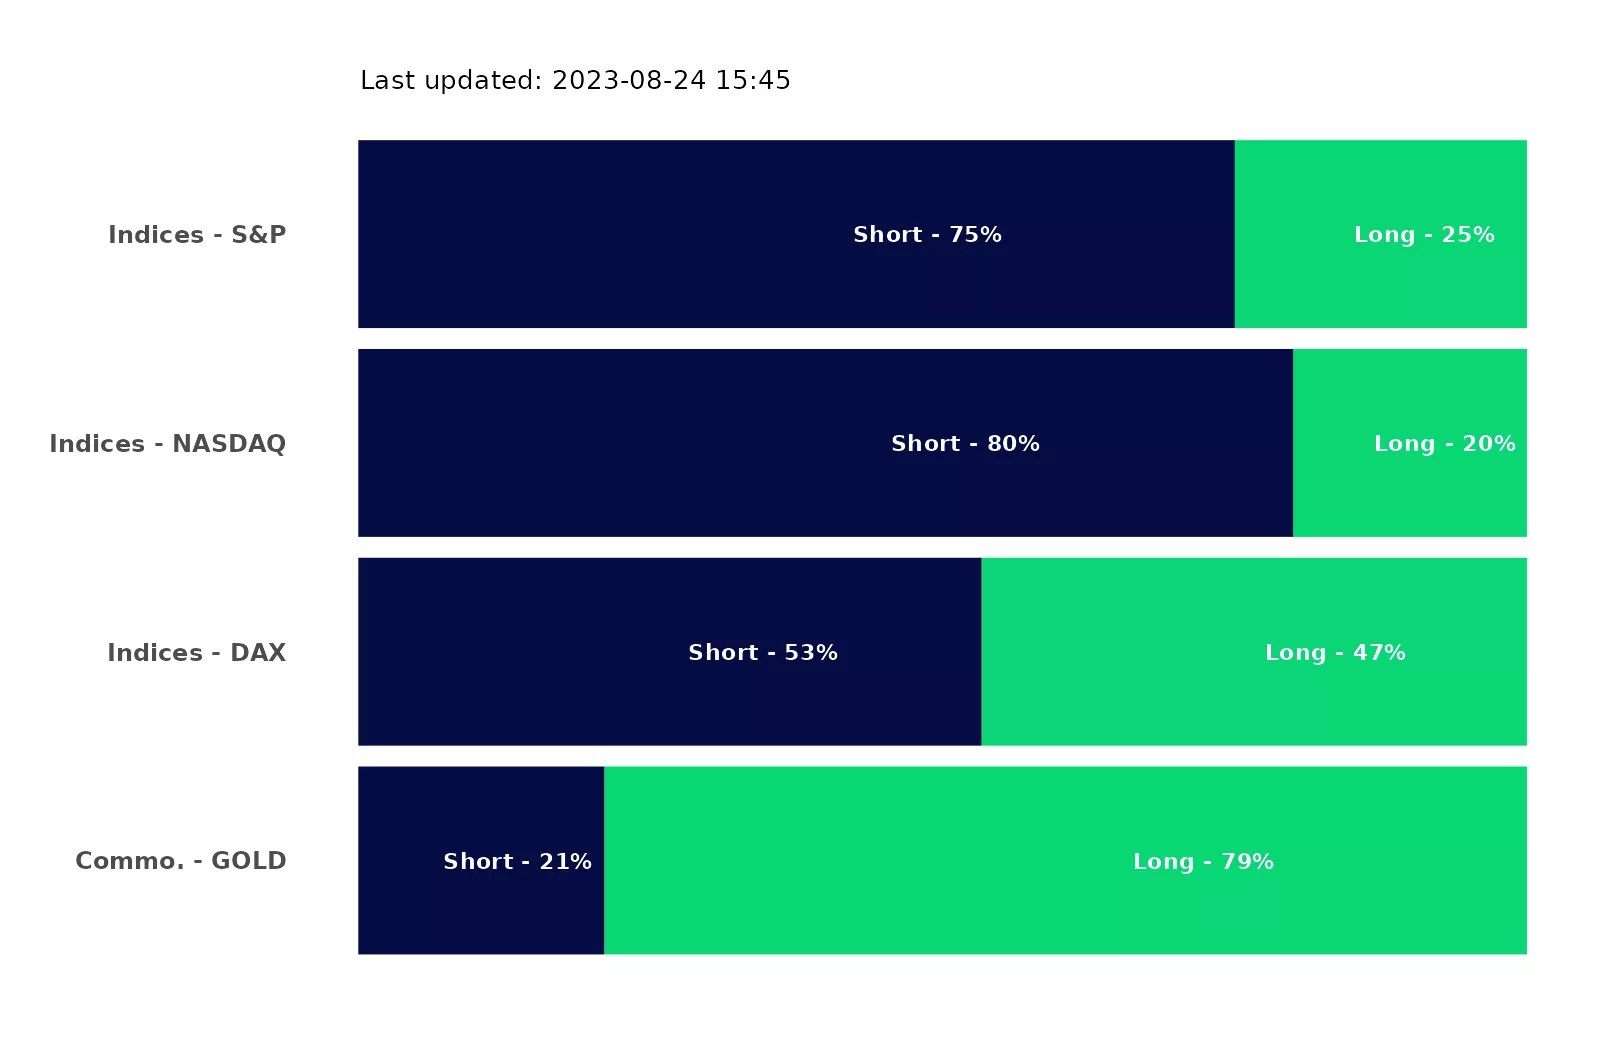 Last updated: 2023-08-24 15:45
Indices - S&P
Short - 75%
Long - 25%
Indices - NASDAQ
Short - 80%
Long - 20%
Indices - DAX
Short - 53%
Long - 47%
Commo. - GOLD
Short - 21%
Long - 79%